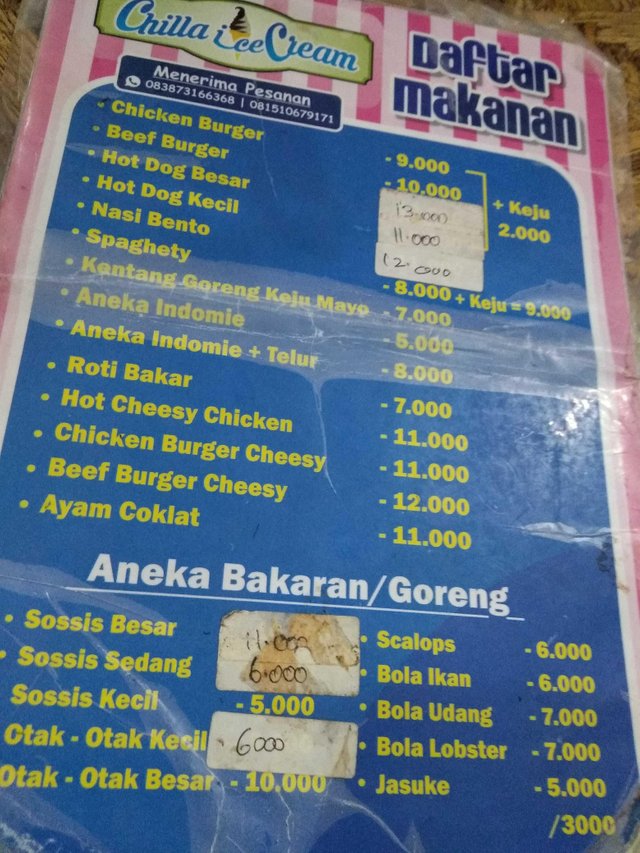 Chilla iceCream
Daftar
makanan
Menerima Pesanan
083873166368 | 081510679171
• Chicken Burger - 9.000
• Beef Burger - 10.000
+ Keju
2.000
• Hot Dog Besar 13.000
• Hot Dog Kecil 11.000
• Nasi Bento 12.000
• Spaghety - 8.000 + Keju = 9.000
• Kentang Goreng Keju Mayo - 7.000
• Aneka Indomie - 5.000
• Aneka Indomie + Telur - 8.000
• Roti Bakar - 7.000
• Hot Cheesy Chicken - 11.000
• Chicken Burger Cheesy - 11.000
• Beef Burger Cheesy - 12.000
• Ayam Coklat - 11.000
Aneka Bakaran/Goreng
• Sossis Besar 11.000
• Sossis Sedang 6.000
Sossis Kecil - 5.000
Otak - Otak Kecil 6000
Otak - Otak Besar - 10.000
• Scalops - 6.000
• Bola Ikan - 6.000
• Bola Udang - 7.000
• Bola Lobster - 7.000
• Jasuke - 5.000
/3000